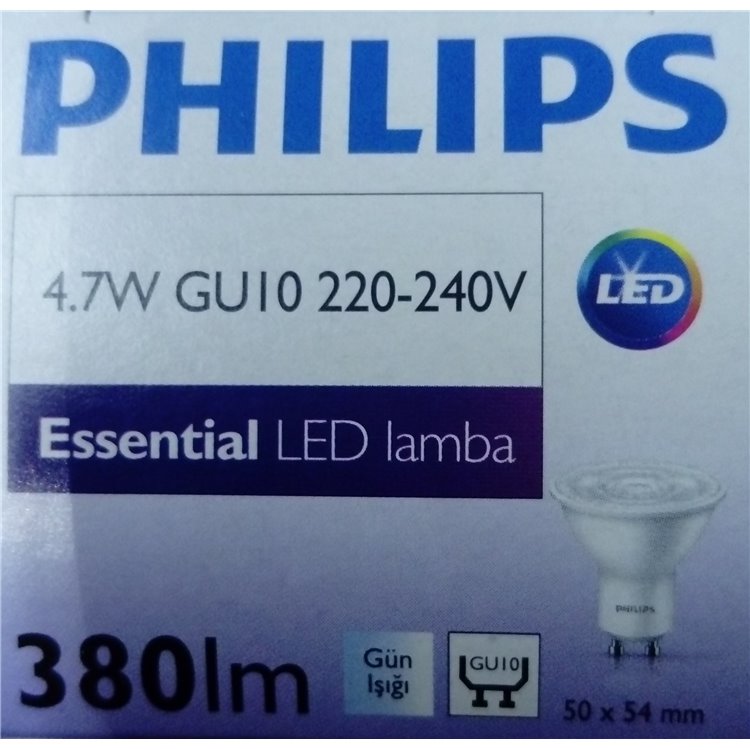 PHILIPS
4.7W GU10 220-240V
LED
Essential LED lamba
PHILIPS
380lm
Gün
Işığı
GU10
50 x 54 mm